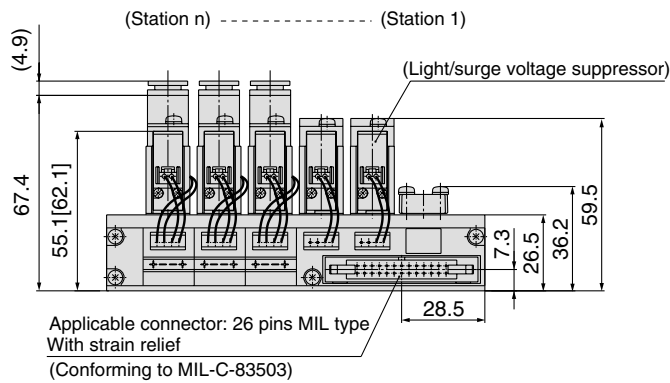 (Station n) (Station 1)
(4.9)
(Light/surge voltage suppressor)
67.4
55.1[62.1]
7.3
26.5
36.2
59.5
28.5
Applicable connector: 26 pins MIL type
With strain relief
(Conforming to MIL-C-83503)